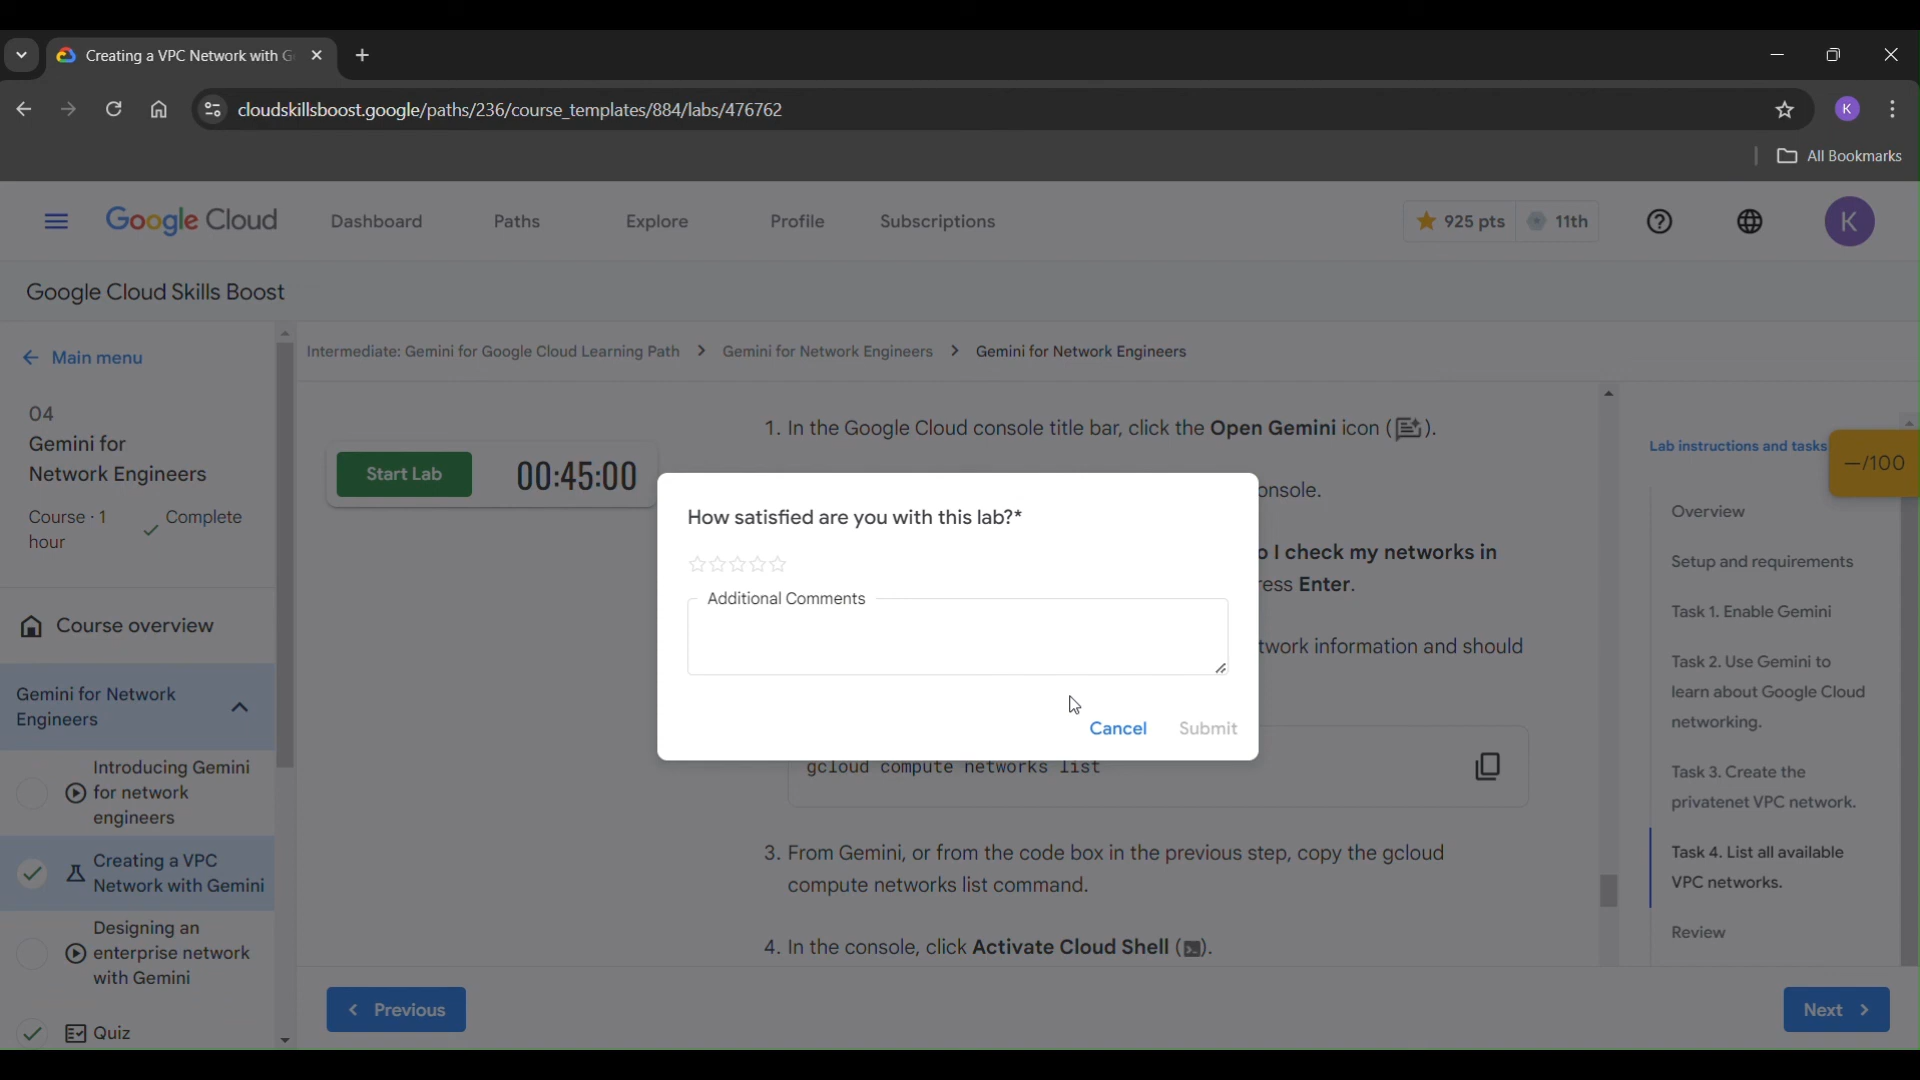 Creating a VPC Network with G
cloudskillsboost.google/paths/236/course_templates/884/labs/476762
K
All Bookmarks
Google Cloud
Dashboard
Paths
Explore
Profile
Subscriptions
925 pts
11th
K
Google Cloud Skills Boost
Main menu
04
Gemini for
Network Engineers
Course · 1
hour
Complete
Course overview
Gemini for Network
Engineers
Introducing Gemini
for network
engineers
Creating a VPC
Network with Gemini
Designing an
enterprise network
with Gemini
Quiz
Intermediate: Gemini for Google Cloud Learning Path > Gemini for Network Engineers > Gemini for Network Engineers
Start Lab
00:45:00
1. In the Google Cloud console title bar, click the Open Gemini icon ( ).
onsole.
o I check my networks in
ress Enter.
twork information and should
How satisfied are you with this lab?*
Additional Comments
Cancel
Submit
gcloud compute networks list
3. From Gemini, or from the code box in the previous step, copy the gcloud
compute networks list command.
4. In the console, click Activate Cloud Shell ( ).
Previous
Next
Lab instructions and tasks
—/100
Overview
Setup and requirements
Task 1. Enable Gemini
Task 2. Use Gemini to
learn about Google Cloud
networking.
Task 3. Create the
privatenet VPC network.
Task 4. List all available
VPC networks.
Review